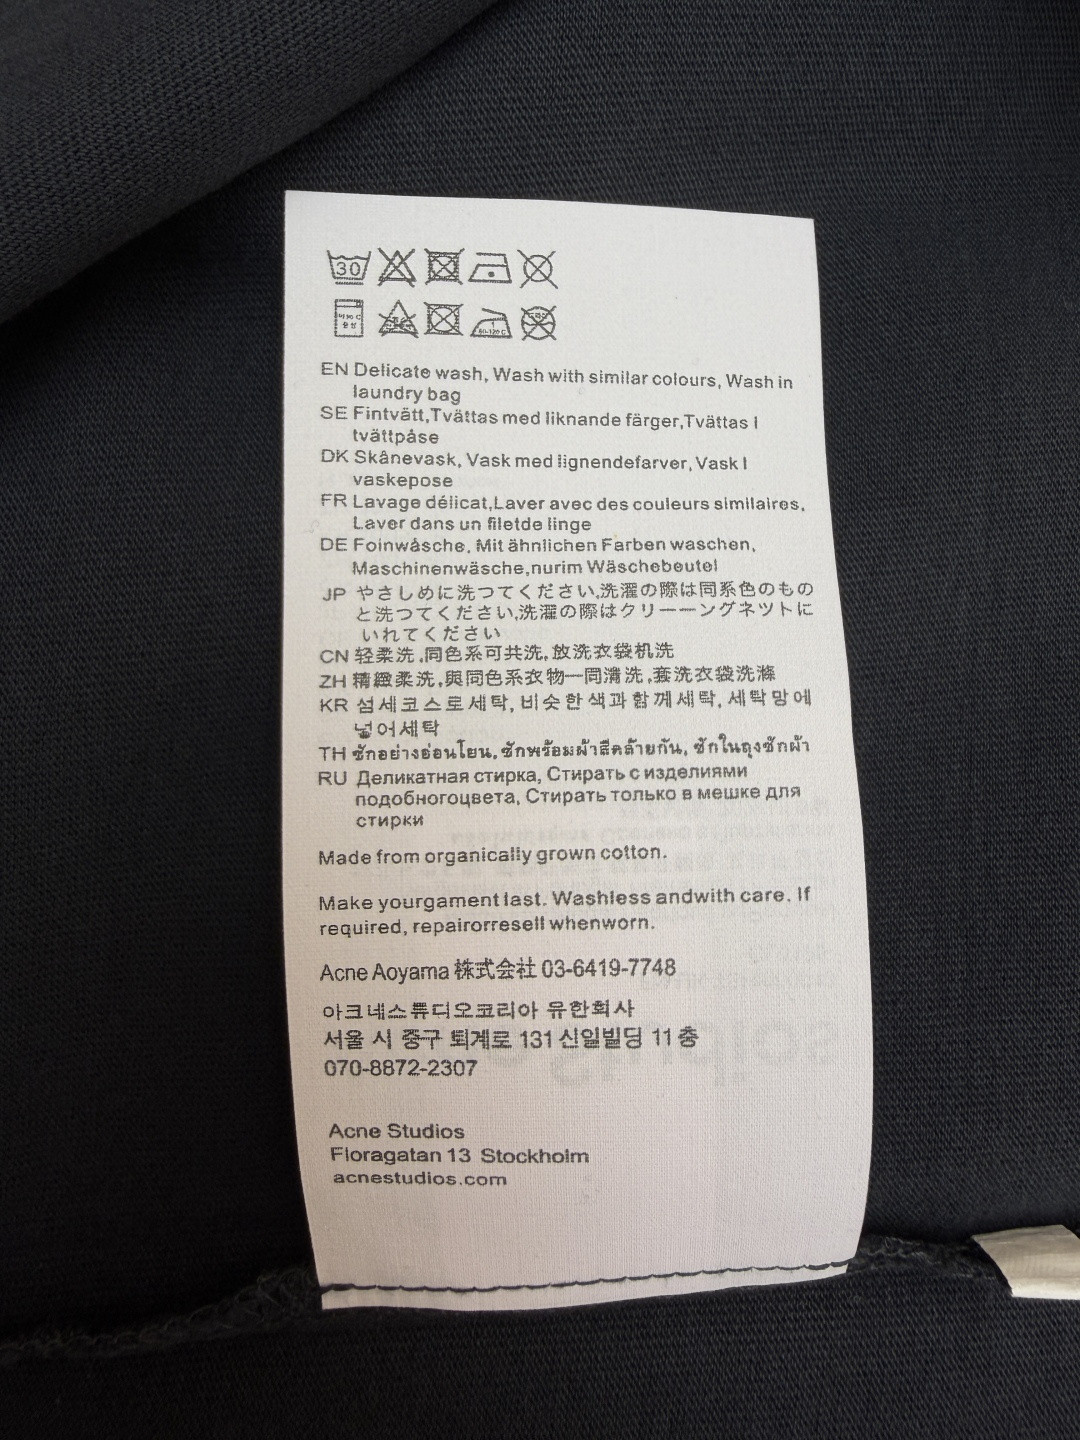 30
EN Delicate wash, Wash with similar colours, Wash in
laundry bag
SE Fintvätt,Tvättas med liknande färger,Tvättas I
tvättpåse
DK Skånevask, Vask med lignendefarver, Vask I
vaskepose
FR Lavage délicat,Laver avec des couleurs similaires,
Laver dans un filetde linge
DE Foinwåsche, Mit ähnlichen Farben waschen,
Maschinenwäsche,nurim Wäschebeutel
JP やさしめに洗つてください,洗濯の際は同系色のもの
と洗つてください,洗濯の際はクリーーングネツトに
いれてください
CN 轻柔洗,同色系可共洗,放洗衣袋机洗
ZH 精緻柔洗,與同色系衣物一同清洗,套洗衣袋洗滌
KR 섬세코스로세탁, 비슷한색과함께세탁, 세탁망에
넣어세탁
TH ซักอย่างอ่อนโยน, ซักพร้อมผ้าสีคล้ายกัน, ซักในถุงซักผ้า
RU Деликатная стирка, Стирать с изделиями
подобногоцвета, Стирать только в мешке для
стирки
Made from organically grown cotton.
Make yourgament last. Washless andwith care. If
required, repairorresell whenworn.
Acne Aoyama 株式会社 03-6419-7748
아크네스튜디오코리아 유한회사
서울 시 중구 퇴계로 131 신일빌딩 11 층
070-8872-2307
Acne Studios
Floragatan 13 Stockholm
acnestudios.com